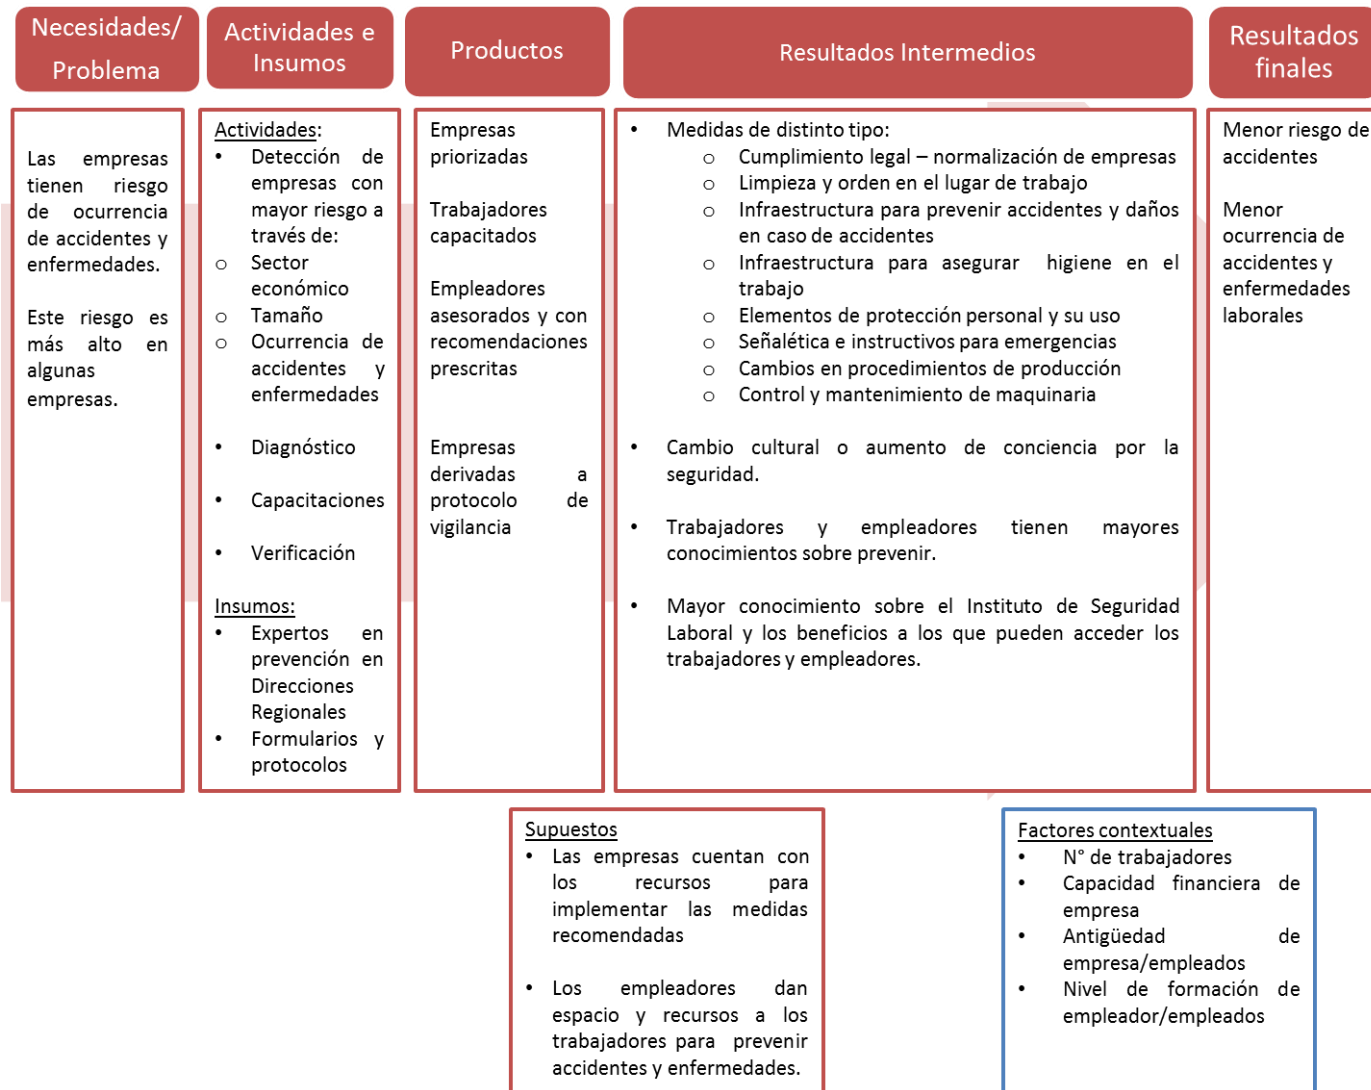 Necesidades/
Problema
Actividades e
Insumos
Productos
Resultados Intermedios
Resultados
finales
Las empresas
tienen riesgo
de ocurrencia
de accidentes y
enfermedades.
Este riesgo es
más alto en
algunas
empresas.
Actividades:
• Detección de
empresas con
mayor riesgo a
través de:
o Sector
económico
o Tamaño
o Ocurrencia de
accidentes y
enfermedades
• Diagnóstico
• Capacitaciones
• Verificación
Insumos:
• Expertos en
prevención en
Direcciones
Regionales
• Formularios y
protocolos
Empresas
priorizadas
Trabajadores
capacitados
Empleadores
asesorados y con
recomendaciones
prescritas
Empresas
derivadas a
protocolo de
vigilancia
• Medidas de distinto tipo:
o Cumplimiento legal – normalización de empresas
o Limpieza y orden en el lugar de trabajo
o Infraestructura para prevenir accidentes y daños
en caso de accidentes
o Infraestructura para asegurar higiene en el
trabajo
o Elementos de protección personal y su uso
o Señalética e instructivos para emergencias
o Cambios en procedimientos de producción
o Control y mantenimiento de maquinaria
• Cambio cultural o aumento de conciencia por la
seguridad.
• Trabajadores y empleadores tienen mayores
conocimientos sobre prevenir.
• Mayor conocimiento sobre el Instituto de Seguridad
Laboral y los beneficios a los que pueden acceder los
trabajadores y empleadores.
Menor riesgo de
accidentes
Menor
ocurrencia de
accidentes y
enfermedades
laborales
Supuestos
• Las empresas cuentan con
los recursos para
implementar las medidas
recomendadas
• Los empleadores dan
espacio y recursos a los
trabajadores para prevenir
accidentes y enfermedades.
Factores contextuales
• N° de trabajadores
• Capacidad financiera de
empresa
• Antigüedad de
empresa/empleados
• Nivel de formación de
empleador/empleados